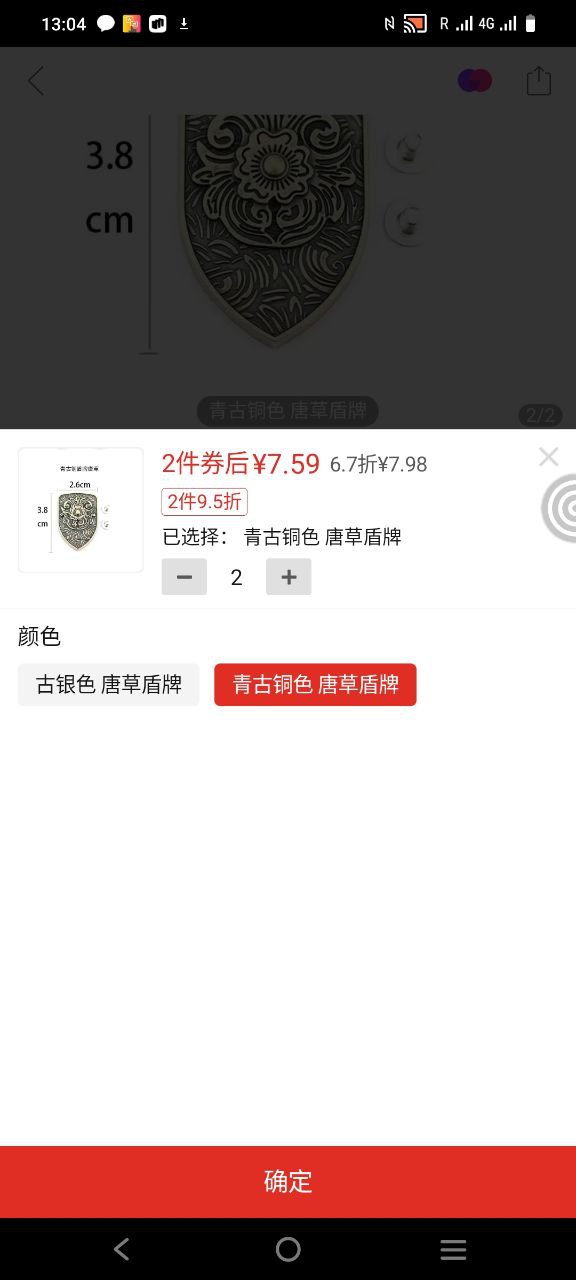 13:04
R 4G
3.8
cm
青古铜色 唐草盾牌
2/2
青古铜盾牌唐草
2.6cm
3.8
cm
2件券后¥7.59 6.7折¥7.98
2件9.5折
已选择： 青古铜色 唐草盾牌
2
颜色
古银色 唐草盾牌
青古铜色 唐草盾牌
确定